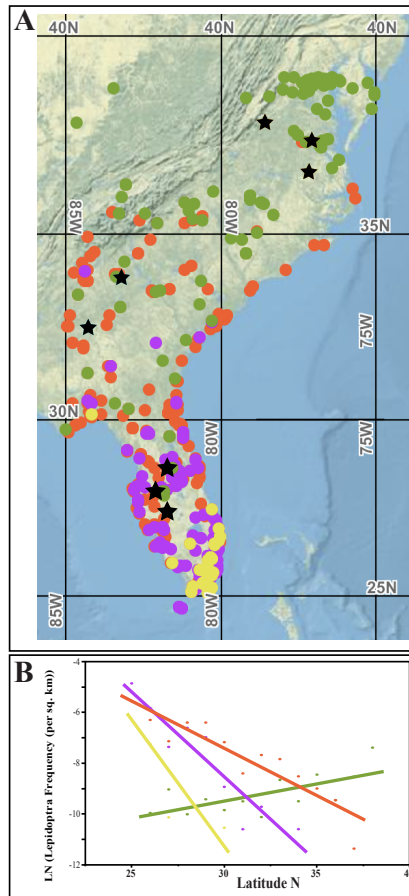 A
40N 40N
85W 80W
35N
75W
30N
80W 75W
85W 80W 25N
B
LN (Lepidoptra Frequency (per sq. km))
-4
-6
-8
-10
-12
25 30 35 4
Latitude N